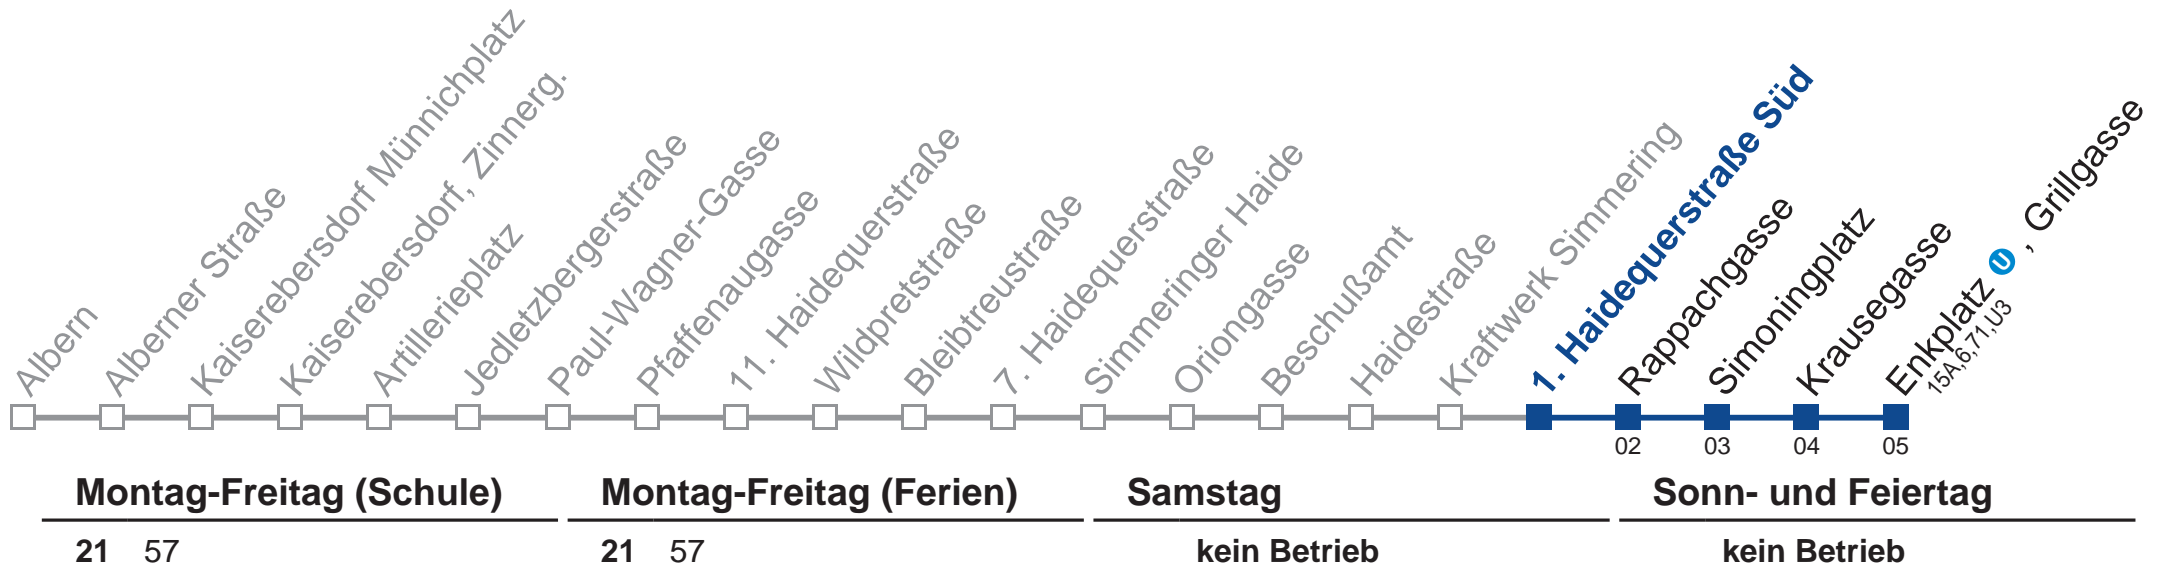 Albern
Alberner Straße
Kaiserebersdorf Münnichplatz
Kaiserebersdorf, Zinnerg.
Artillerieplatz
Jedletzbergerstraße
Paul-Wagner-Gasse
Pfaffenaugasse
11. Haidequerstraße
Wildpretstraße
Bleibtreustraße
7. Haidequerstraße
Simmeringer Haide
Oriongasse
Beschußamt
Haidestraße
Kraftwerk Simmering
1. Haidequerstraße Süd
Rappachgasse
Simoningplatz
Krausegasse
Enkplatz U , Grillgasse
15A,6,71,U3
02 03 04 05
Montag-Freitag (Schule) Montag-Freitag (Ferien) Samstag Sonn- und Feiertag
21 57 21 57 kein Betrieb kein Betrieb